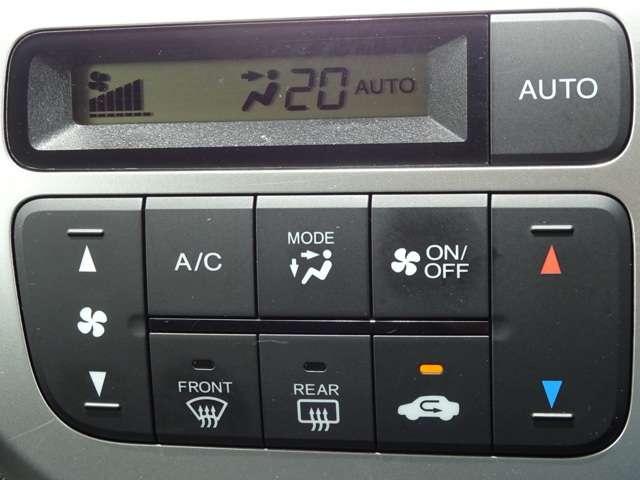 20 AUTO
AUTO
A/C
MODE
ON/
OFF
FRONT
REAR